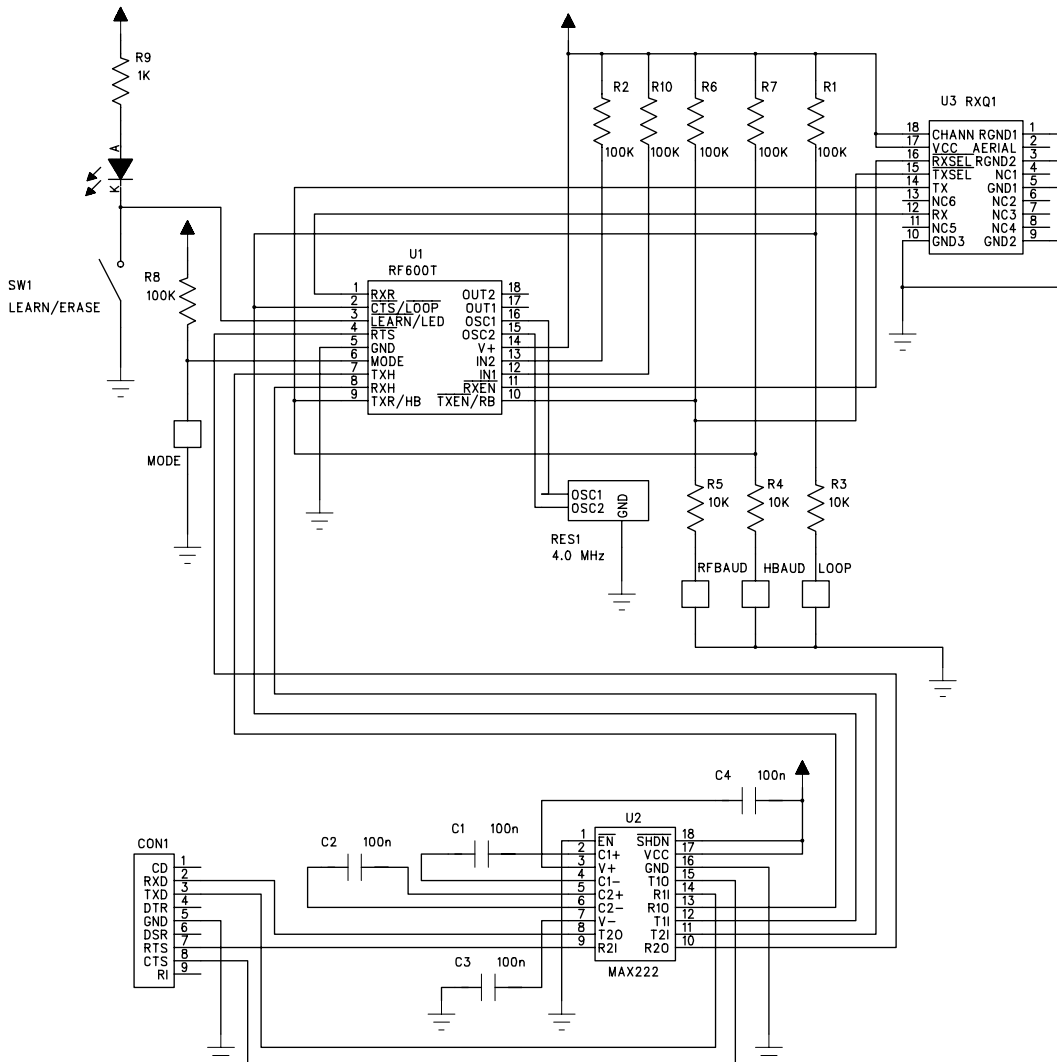 R9
1K
A
K
SW1
LEARN/ERASE
R8
100K
MODE
R2
100K
R10
100K
R6
100K
R7
100K
R1
100K
U3 RXQ1
18 CHANN RGND1 1
17 VCC AERIAL 2
16 RXSEL RGND2 3
15 TXSEL NC1 4
14 TX GND1 5
13 NC6 NC2 6
12 RX NC3 7
11 NC5 NC4 8
10 GND3 GND2 9
U1
RF600T
1 RXR OUT2 18
2 CTS/LOOP OUT1 17
3 LEARN/LED OSC1 16
4 RTS OSC2 15
5 GND V+ 14
6 MODE IN2 13
7 TXH IN1 12
8 RXH RXEN 11
9 TXR/HB TXEN/RB 10
OSC1
OSC2
GND
RES1
4.0 MHz
R5
10K
R4
10K
R3
10K
RFBAUD
HBAUD
LOOP
C4 100n
C1 100n
C2 100n
C3 100n
U2
1 EN SHDN 18
2 C1+ VCC 17
3 V+ GND 16
4 C1- T1O 15
5 C2+ R1I 14
6 C2- R1O 13
7 V- T1I 12
8 T2O T2I 11
9 R2I R2O 10
MAX222
CON1
CD 1
RXD 2
TXD 3
DTR 4
GND 5
DSR 6
RTS 7
CTS 8
RI 9